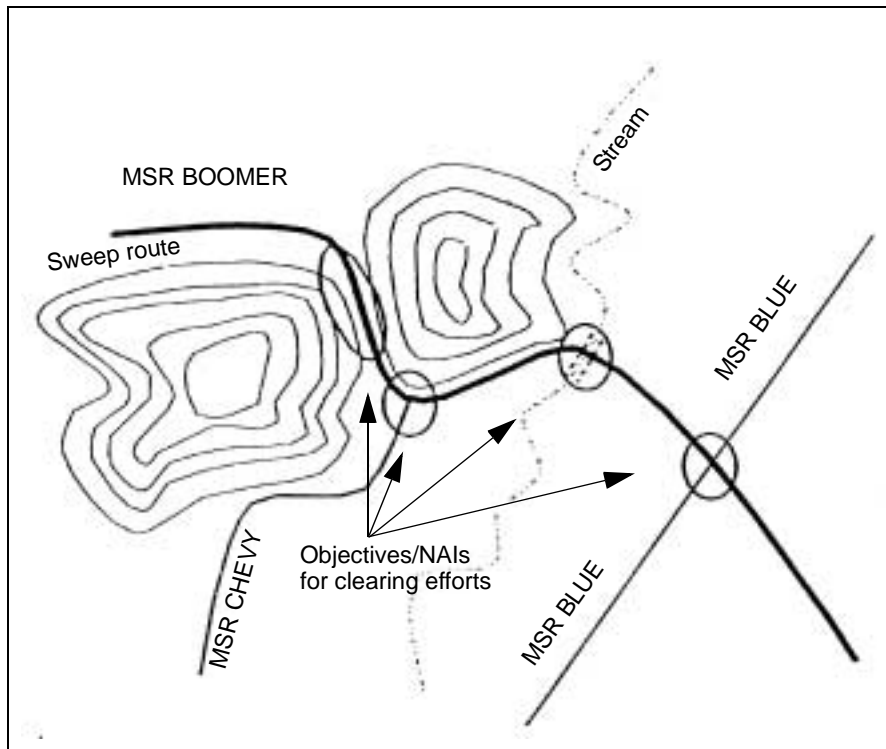 Stream
MSR BOOMER
Sweep route
MSR BLUE
Objectives/NAIs
for clearing efforts
MSR CHEVY
MSR BLUE